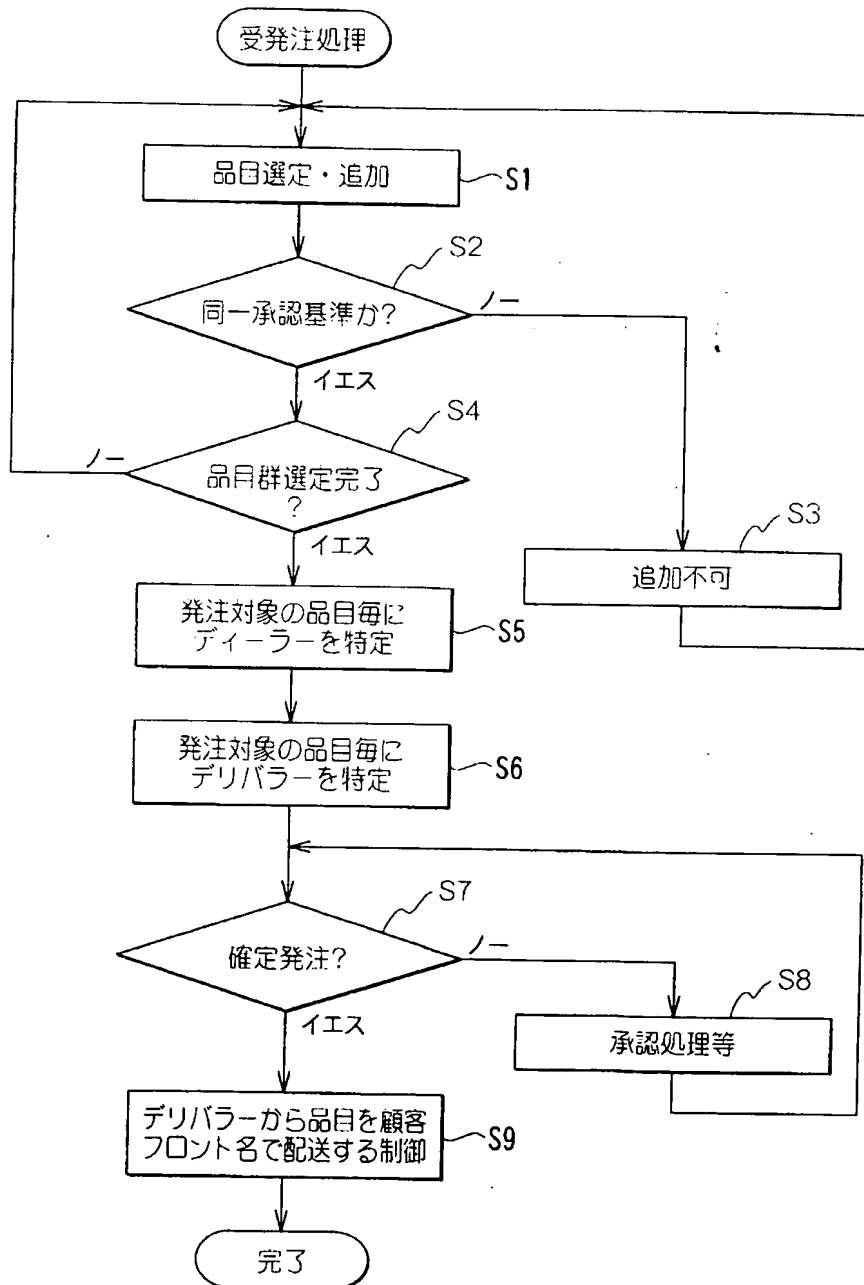 受発注処理
品目選定・追加
S1
S2
同一承認基準か?
ノー
イエス
S4
ノー
品目群選定完了
?
イエス
S3
追加不可
発注対象の品目毎に
ディーラーを特定
S5
発注対象の品目毎に
デリバラーを特定
S6
S7
確定発注?
ノー
イエス
S8
承認処理等
デリバラーから品目を顧客
フロント名で配送する制御
S9
完了